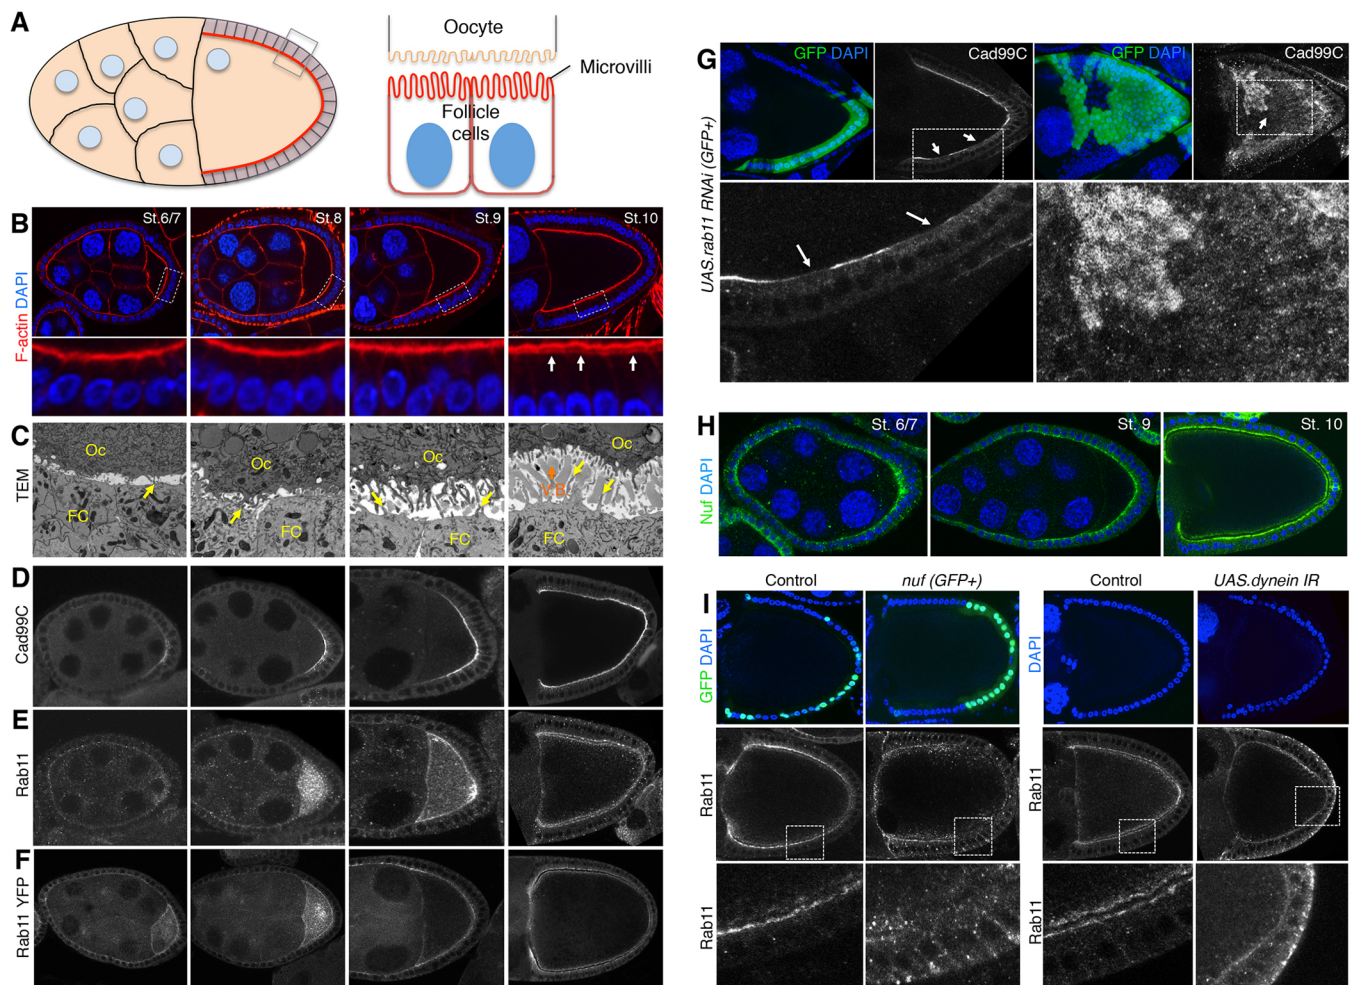 A
Oocyte
Microvilli
Follicle
cells
B
F-actin DAPI
St.6/7
St.8
St.9
St.10
C
TEM
Oc
FC
Oc
FC
Oc
FC
Oc
V.B.
FC
D
Cad99C
E
Rab11
F
Rab11 YFP
G
UAS.rab11 RNAi (GFP+)
GFP DAPI
Cad99C
GFP DAPI
Cad99C
H
Nuf DAPI
St. 6/7
St. 9
St. 10
I
Control
nuf (GFP+)
Control
UAS.dynein IR
GFP DAPI
DAPI
Rab11
Rab11
Rab11
Rab11